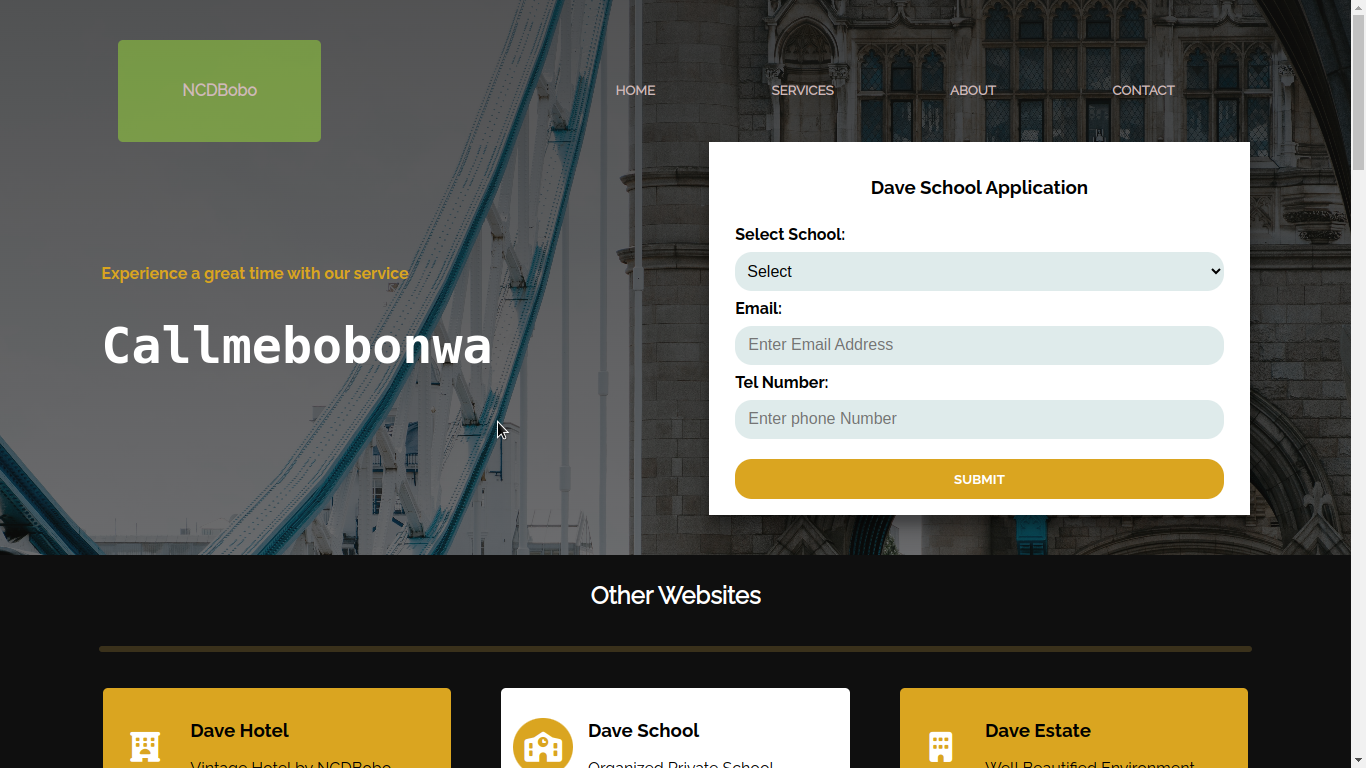 NCDBobo
HOME
SERVICES
ABOUT
CONTACT
Experience a great time with our service
Callmebobonwa
Dave School Application
Select School:
Select
Email:
Enter Email Address
Tel Number:
Enter phone Number
SUBMIT
Other Websites
Dave Hotel
Vintage Hotel by NCDBobo
Dave School
Organized Private School
Dave Estate
Well Beautified Environment